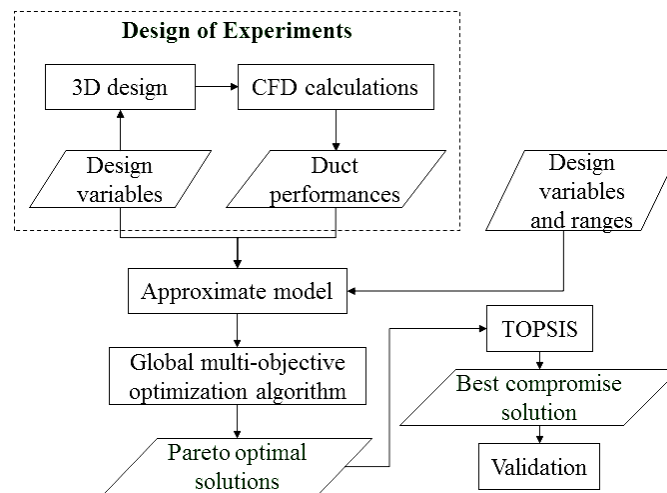 Design of Experiments
3D design
CFD calculations
Design
variables
Duct
performances
Design
variables
and ranges
Approximate model
TOPSIS
Global multi-objective
optimization algorithm
Best compromise
solution
Pareto optimal
solutions
Validation